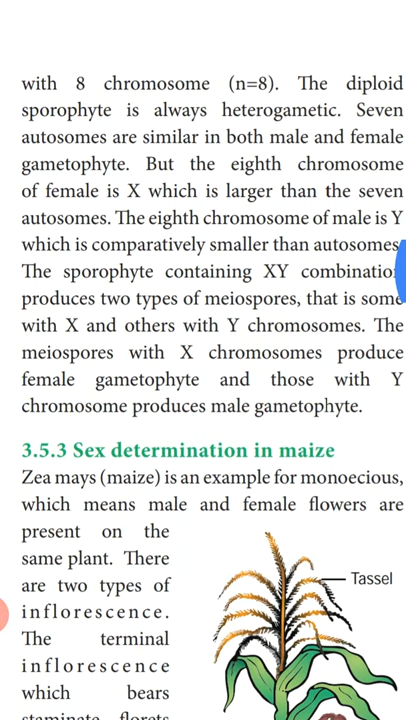 with 8 chromosome (n=8). The diploid
sporophyte is always heterogametic. Seven
autosomes are similar in both male and female
gametophyte. But the eighth chromosome
of female is X which is larger than the seven
autosomes. The eighth chromosome of male is Y
which is comparatively smaller than autosomes
The sporophyte containing XY
produces two types of meiospores, that is some
with X and others with Y chromosomes. The
meiospores with X chromosomes produce
female gametophyte and those with Y
chromosome produces male gametophyte.
3.5.3 Sex determination in maize
Zea mays (maize) is an example for monoecious,
which means male and female flowers are
present on the
same plant. There
are two types of
inflorescence.
The terminal
inflorescence
which bears
staminate florets
Tassel